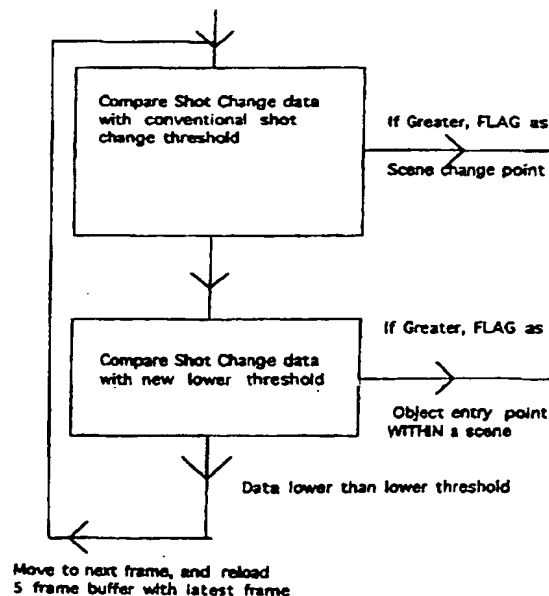 Compare Shot Change data
with conventional shot
change threshold
If Greater, FLAG as
Scene change point
Compare Shot Change data
with new lower threshold
If Greater, FLAG as
Object entry point
WITHIN a scene
Data lower than lower threshold
Move to next frame, and reload
5 frame buffer with latest frame